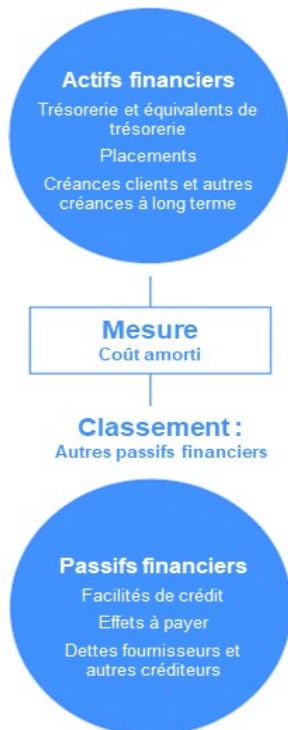 Actifs financiers
Trésorerie et équivalents de
trésorerie
Placements
Créances clients et autres
créances à long terme
Mesure
Coût amorti
Classement :
Autres passifs financiers
Passifs financiers
Facilités de crédit
Effets à payer
Dettes fournisseurs et
autres créditeurs